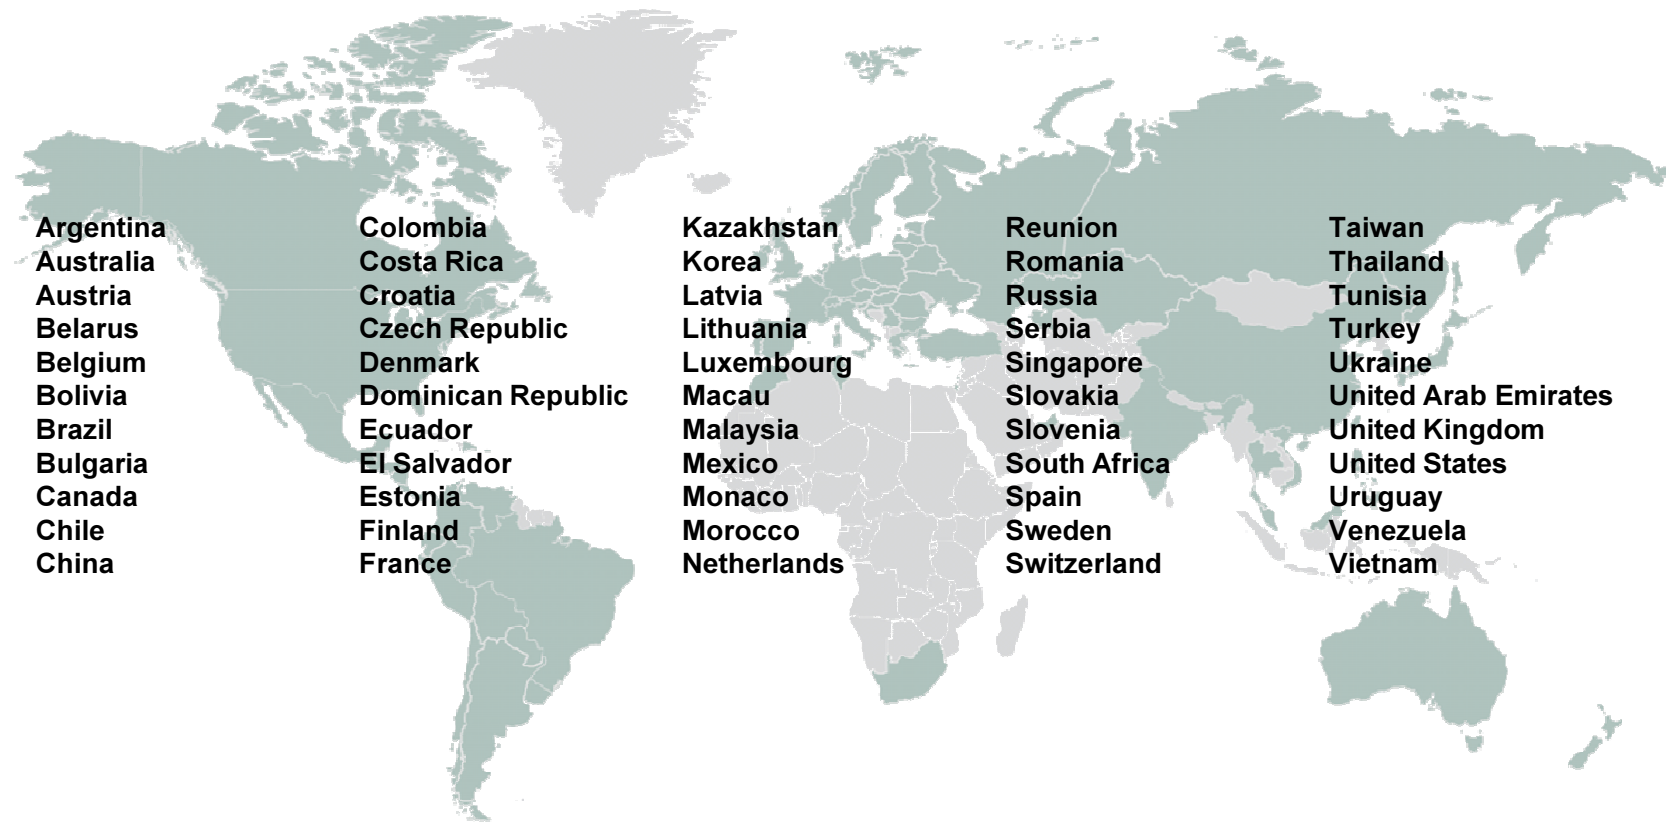 Argentina
Australia
Austria
Belarus
Belgium
Bolivia
Brazil
Bulgaria
Canada
Chile
China
Colombia
Costa Rica
Croatia
Czech Republic
Denmark
Dominican Republic
Ecuador
El Salvador
Estonia
Finland
France
Kazakhstan
Korea
Latvia
Lithuania
Luxembourg
Macau
Malaysia
Mexico
Monaco
Morocco
Netherlands
Reunion
Romania
Russia
Serbia
Singapore
Slovakia
Slovenia
South Africa
Spain
Sweden
Switzerland
Taiwan
Thailand
Tunisia
Turkey
Ukraine
United Arab Emirates
United Kingdom
United States
Uruguay
Venezuela
Vietnam